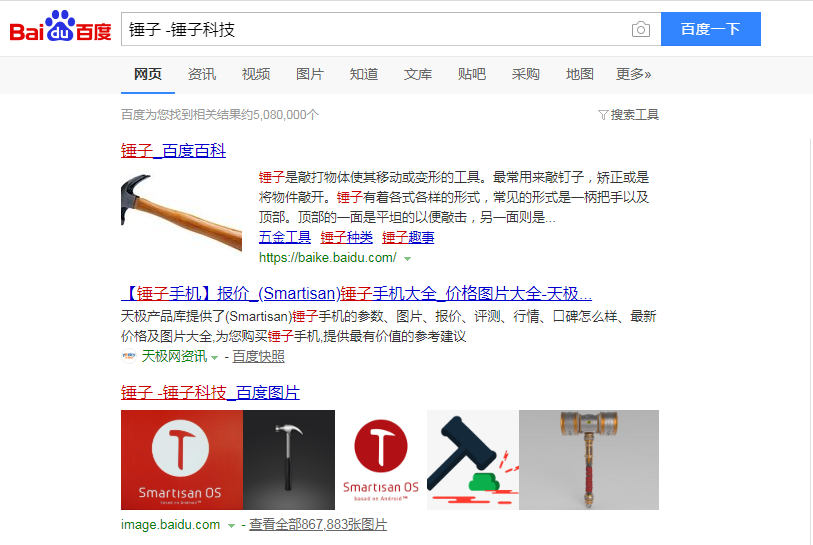 Bai du 百度
锤子 -锤子科技
百度一下
网页 资讯 视频 图片 知道 文库 贴吧 采购 地图 更多»
百度为您找到相关结果约5,080,000个
搜索工具
锤子_百度百科
锤子是敲打物体使其移动或变形的工具。最常用来敲钉子，矫正或是
将物件敲开。锤子有着各式各样的形式，常见的形式是一柄把手以及
顶部。顶部的一面是平坦的以便敲击，另一面则是...
五金工具 锤子种类 锤子趣事
https://baike.baidu.com/
【锤子手机】报价_(Smartisan)锤子手机大全_价格图片大全-天极...
天极产品库提供了(Smartisan)锤子手机的参数、图片、报价、评测、行情、口碑怎么样、最新
价格及图片大全,为您购买锤子手机,提供最有价值的参考建议
天极网资讯 - 百度快照
锤子 -锤子科技_百度图片
Smartisan OS
based on Android™
Smartisan OS
based on Android™
image.baidu.com - 查看全部867,883张图片